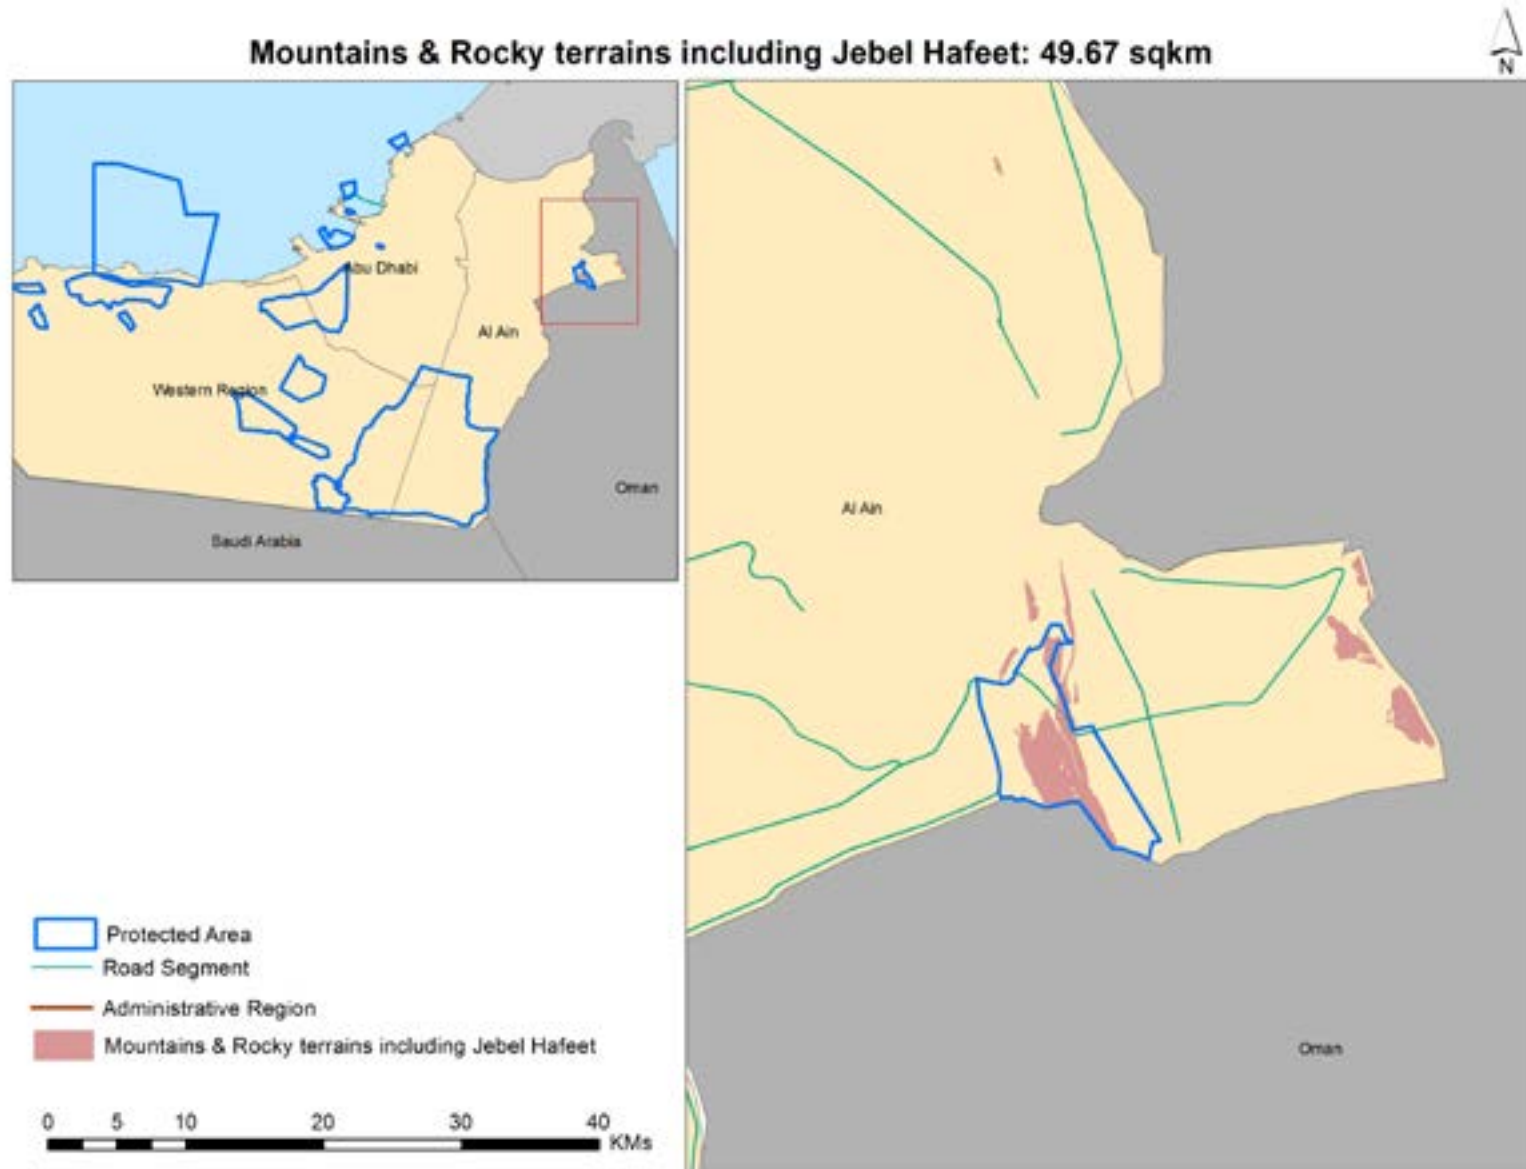 Mountains & Rocky terrains including Jebel Hafeet: 49.67 sqkm
N
Abu Dhabi
Al Ain
Western Region
Oman
Saudi Arabia
Al Ain
Oman
Protected Area
Road Segment
Administrative Region
Mountains & Rocky terrains including Jebel Hafeet
0 5 10 20 30 40
KMs